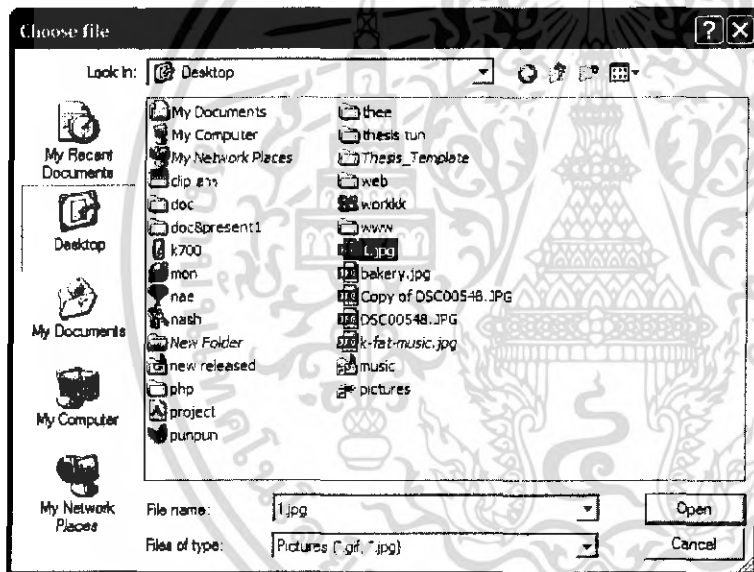 Choose file
Look in:
Desktop
My Recent
Documents
Desktop
My Documents
My Computer
My Network
Places
My Documents
My Computer
My Network Places
clip art
doc
doc&present1
k700
mon
nae
nash
New Folder
new released
php
project
punpun
thee
thesis tun
Thesis_Template
web
workkk
www
1.jpg
bakery.jpg
Copy of DSC00548.JPG
DSC00548.JPG
k-fat-music.jpg
music
pictures
File name:
1.jpg
Open
Files of type:
Pictures (*.gif, *.jpg)
Cancel